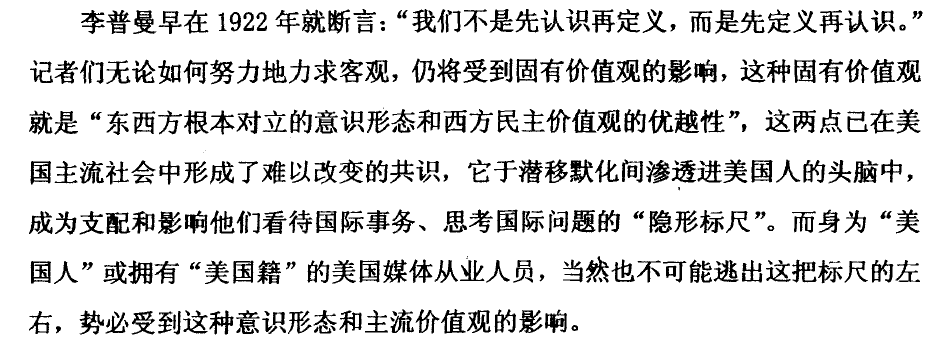 李普曼早在 1922 年就断言：“我们不是先认识再定义，而是先定义再认识。”
记者们无论如何努力地力求客观，仍将受到固有价值观的影响，这种固有价值观
就是“东西方根本对立的意识形态和西方民主价值观的优越性”，这两点已在美
国主流社会中形成了难以改变的共识，它于潜移默化间渗透进美国人的头脑中，
成为支配和影响他们看待国际事务、思考国际问题的“隐形标尺”。而身为“美
国人”或拥有“美国籍”的美国媒体从业人员，当然也不可能逃出这把标尺的左
右，势必受到这种意识形态和主流价值观的影响。